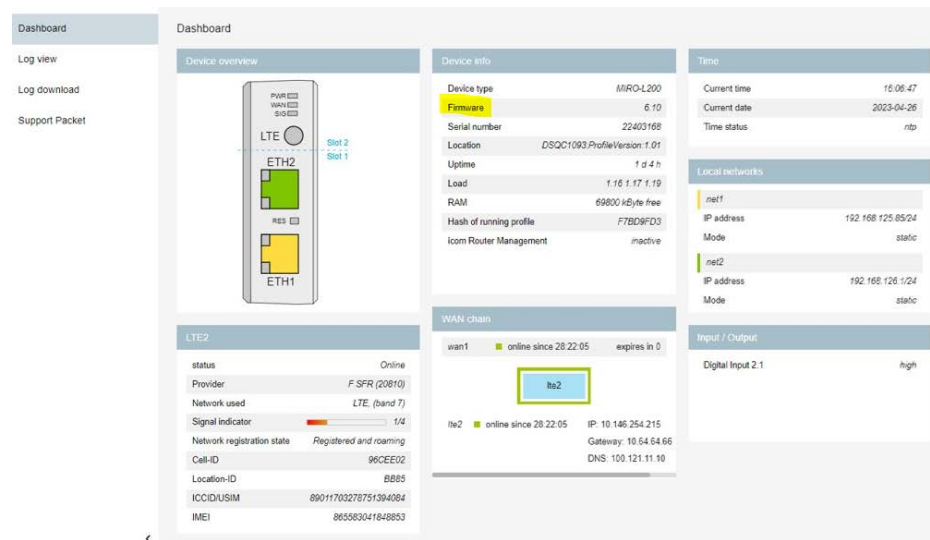 Dashboard
Log view
Log download
Support Packet
Dashboard
Device overview
PWR
WAN
SIG
LTE
Slot 2
Slot 1
ETH2
RES
ETH1
LTE2
status Online
Provider F SFR (20810)
Network used LTE, (band 7)
Signal indicator 1/4
Network registration state Registered and roaming
Cell-ID 96CEE02
Location-ID BB85
ICCID/USIM 89011703278751394084
IMEI 865583041848853
Device info
Device type MIRO-L200
Firmware 6.10
Serial number 22403168
Location DSQC1093:ProfileVersion:1.01
Uptime 1 d 4 h
Load 1.16 1.17 1.19
RAM 69800 kByte free
Hash of running profile F7BD9FD3
icom Router Management inactive
WAN chain
wan1 online since 28:22:05 expires in 0
lte2
lte2 online since 28:22:05 IP: 10.146.254.215
Gateway: 10.64.64.66
DNS: 100.121.11.10
Time
Current time 16:06:47
Current date 2023-04-26
Time status ntp
Local networks
net1
IP address 192.168.125.85/24
Mode static
net2
IP address 192.168.126.1/24
Mode static
Input / Output
Digital Input 2.1 high